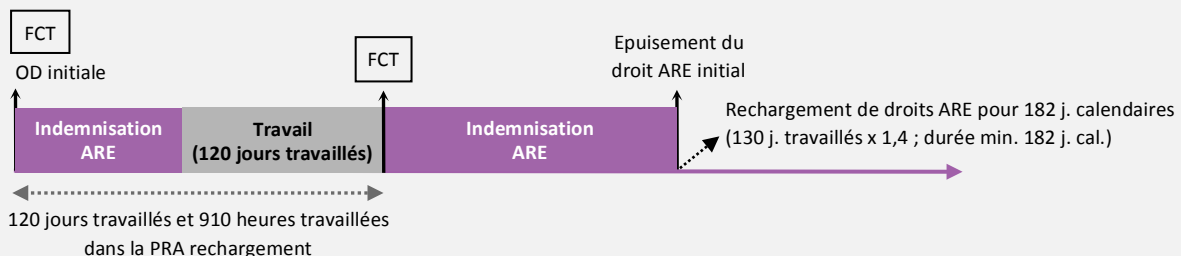 FCT
OD initiale
FCT
Epuisement du
droit ARE initial
Rechargement de droits ARE pour 182 j. calendaires
(130 j. travaillés x 1,4 ; durée min. 182 j. cal.)
Indemnisation
ARE
Travail
(120 jours travaillés)
Indemnisation
ARE
120 jours travaillés et 910 heures travaillées
dans la PRA rechargement